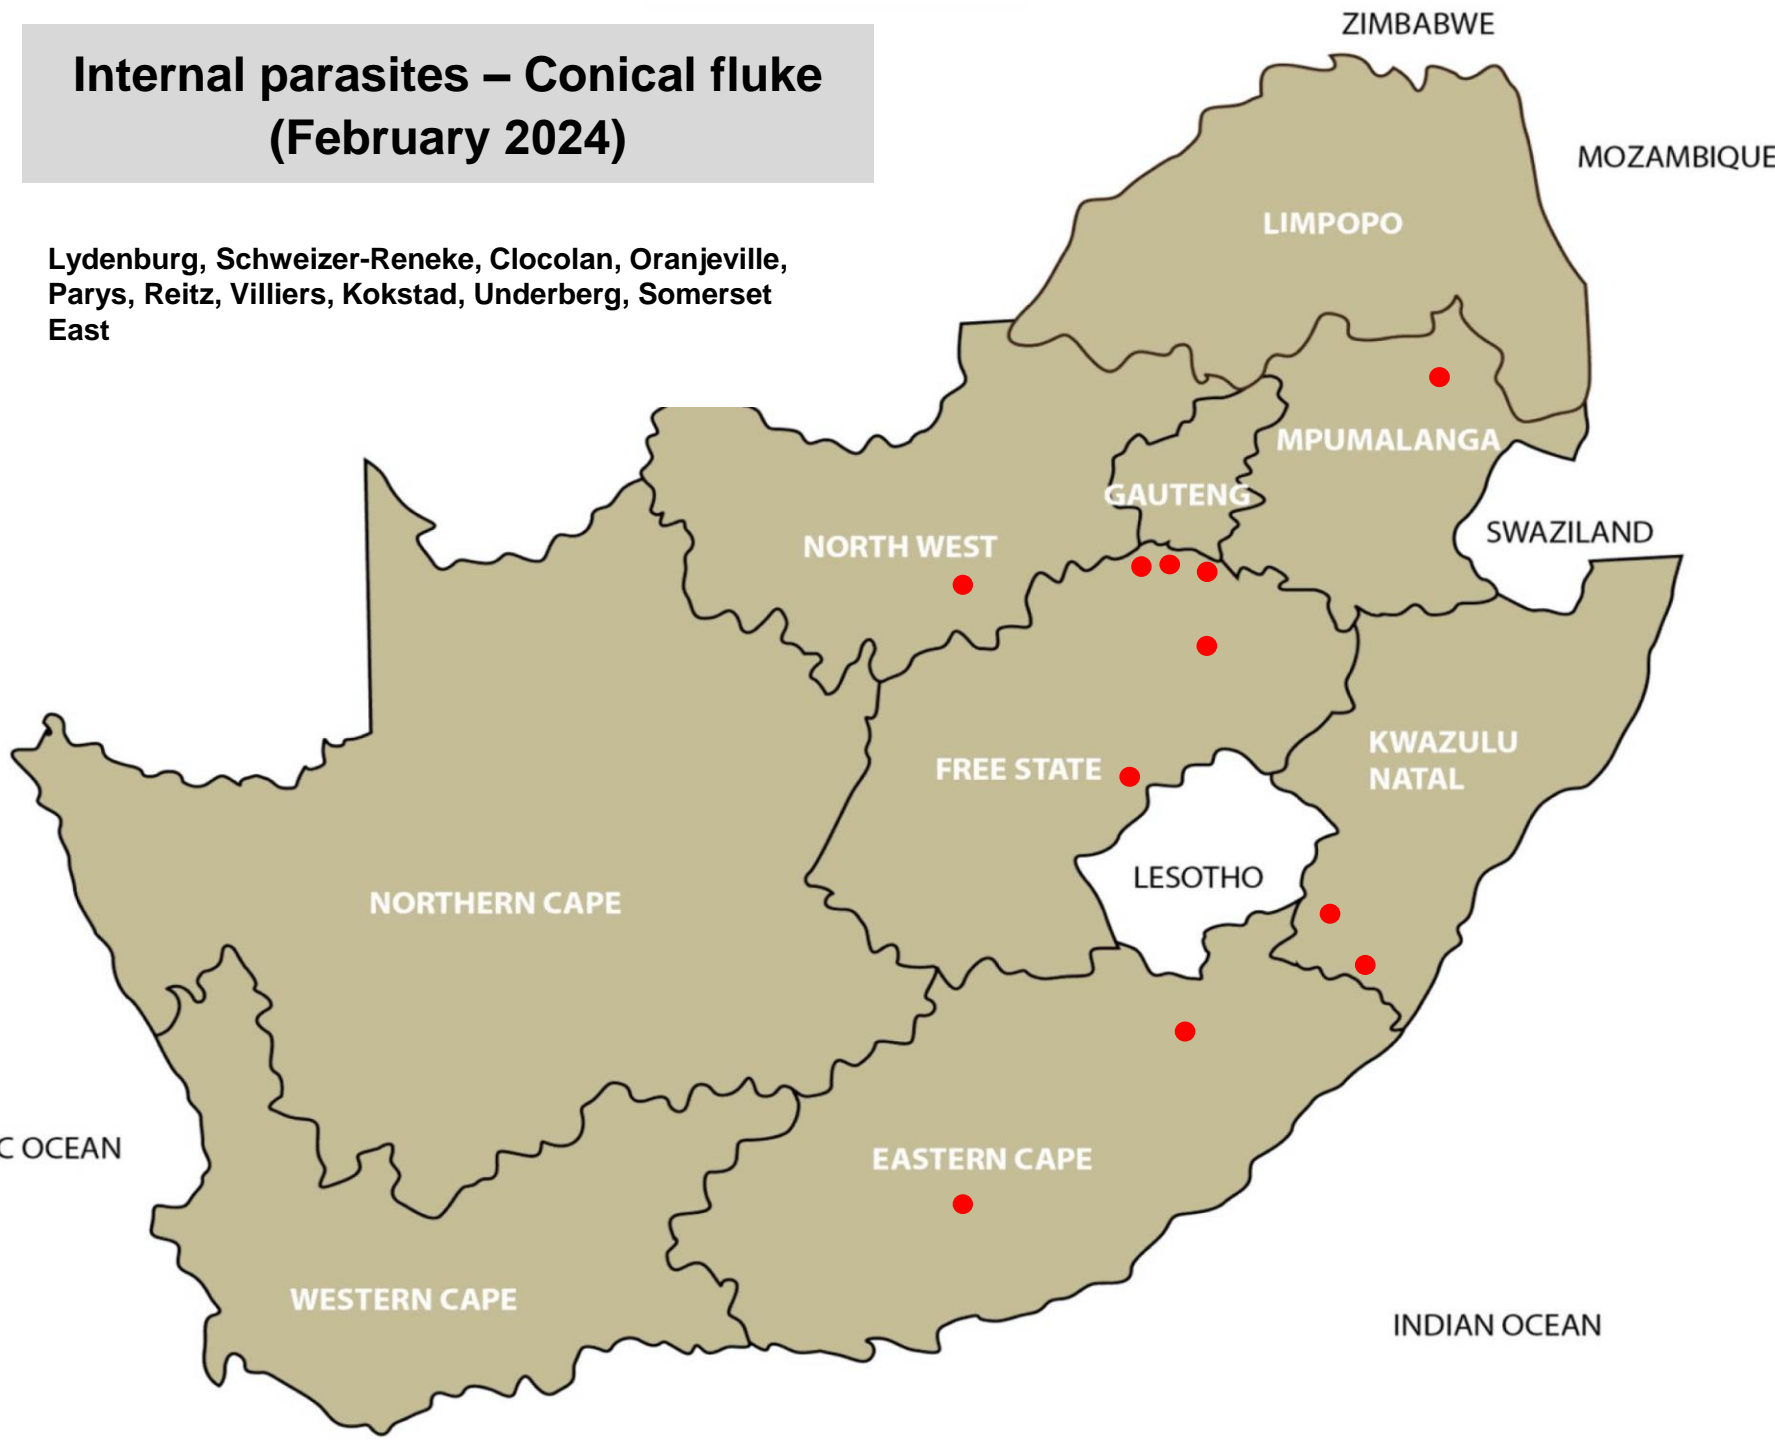 Internal parasites – Conical fluke
(February 2024)
Lydenburg, Schweizer-Reneke, Clocolan, Oranjeville,
Parys, Reitz, Villiers, Kokstad, Underberg, Somerset
East
ZIMBABWE
MOZAMBIQUE
LIMPOPO
MPUMALANGA
GAUTENG
SWAZILAND
NORTH WEST
KWAZULU
NATAL
FREE STATE
LESOTHO
NORTHERN CAPE
C OCEAN
EASTERN CAPE
WESTERN CAPE
INDIAN OCEAN